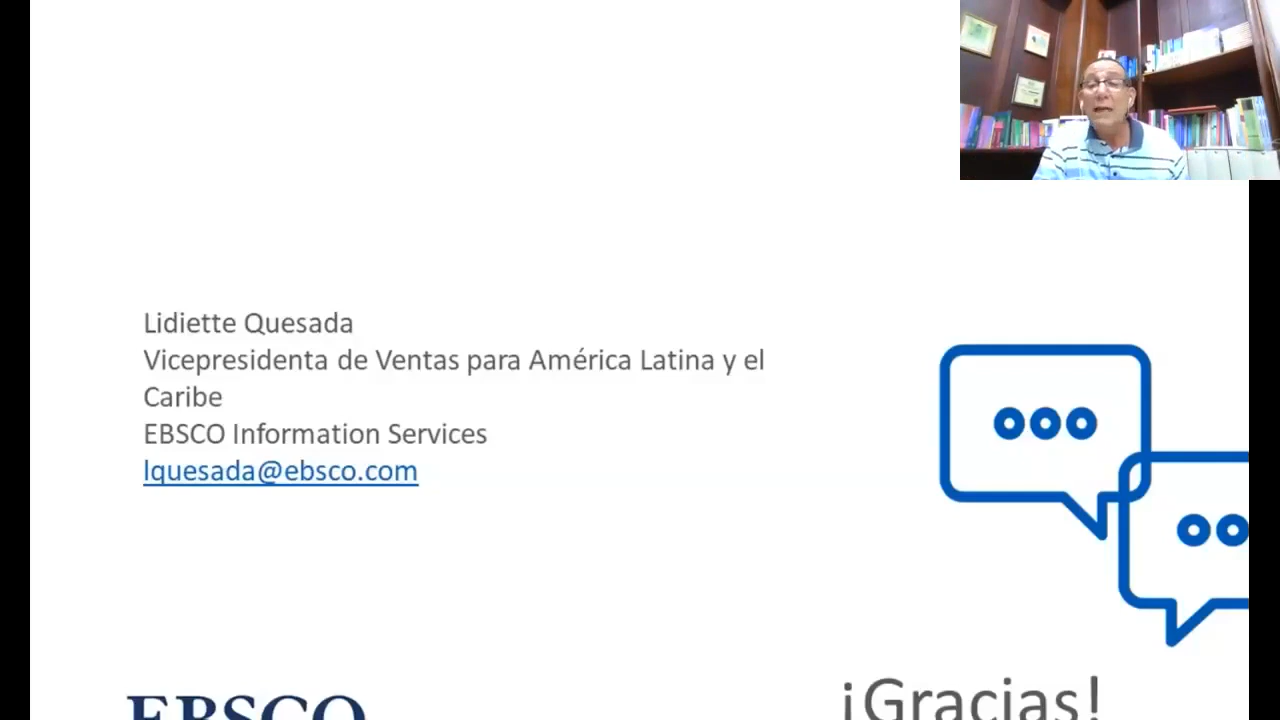 Lidiette Quesada
Vicepresidenta de Ventas para América Latina y el
Caribe
EBSCO Information Services
lquesada@ebsco.com
EBSCO
¡Gracias!